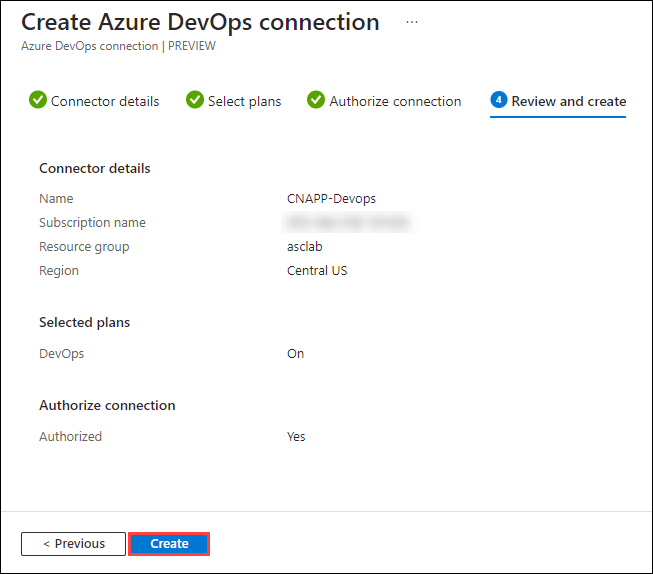 Create Azure DevOps connection ...
Azure DevOps connection | PREVIEW
Connector details Select plans Authorize connection 4 Review and create
Connector details
Name CNAPP-Devops
Subscription name
Resource group asclab
Region Central US
Selected plans
DevOps On
Authorize connection
Authorized Yes
< Previous Create